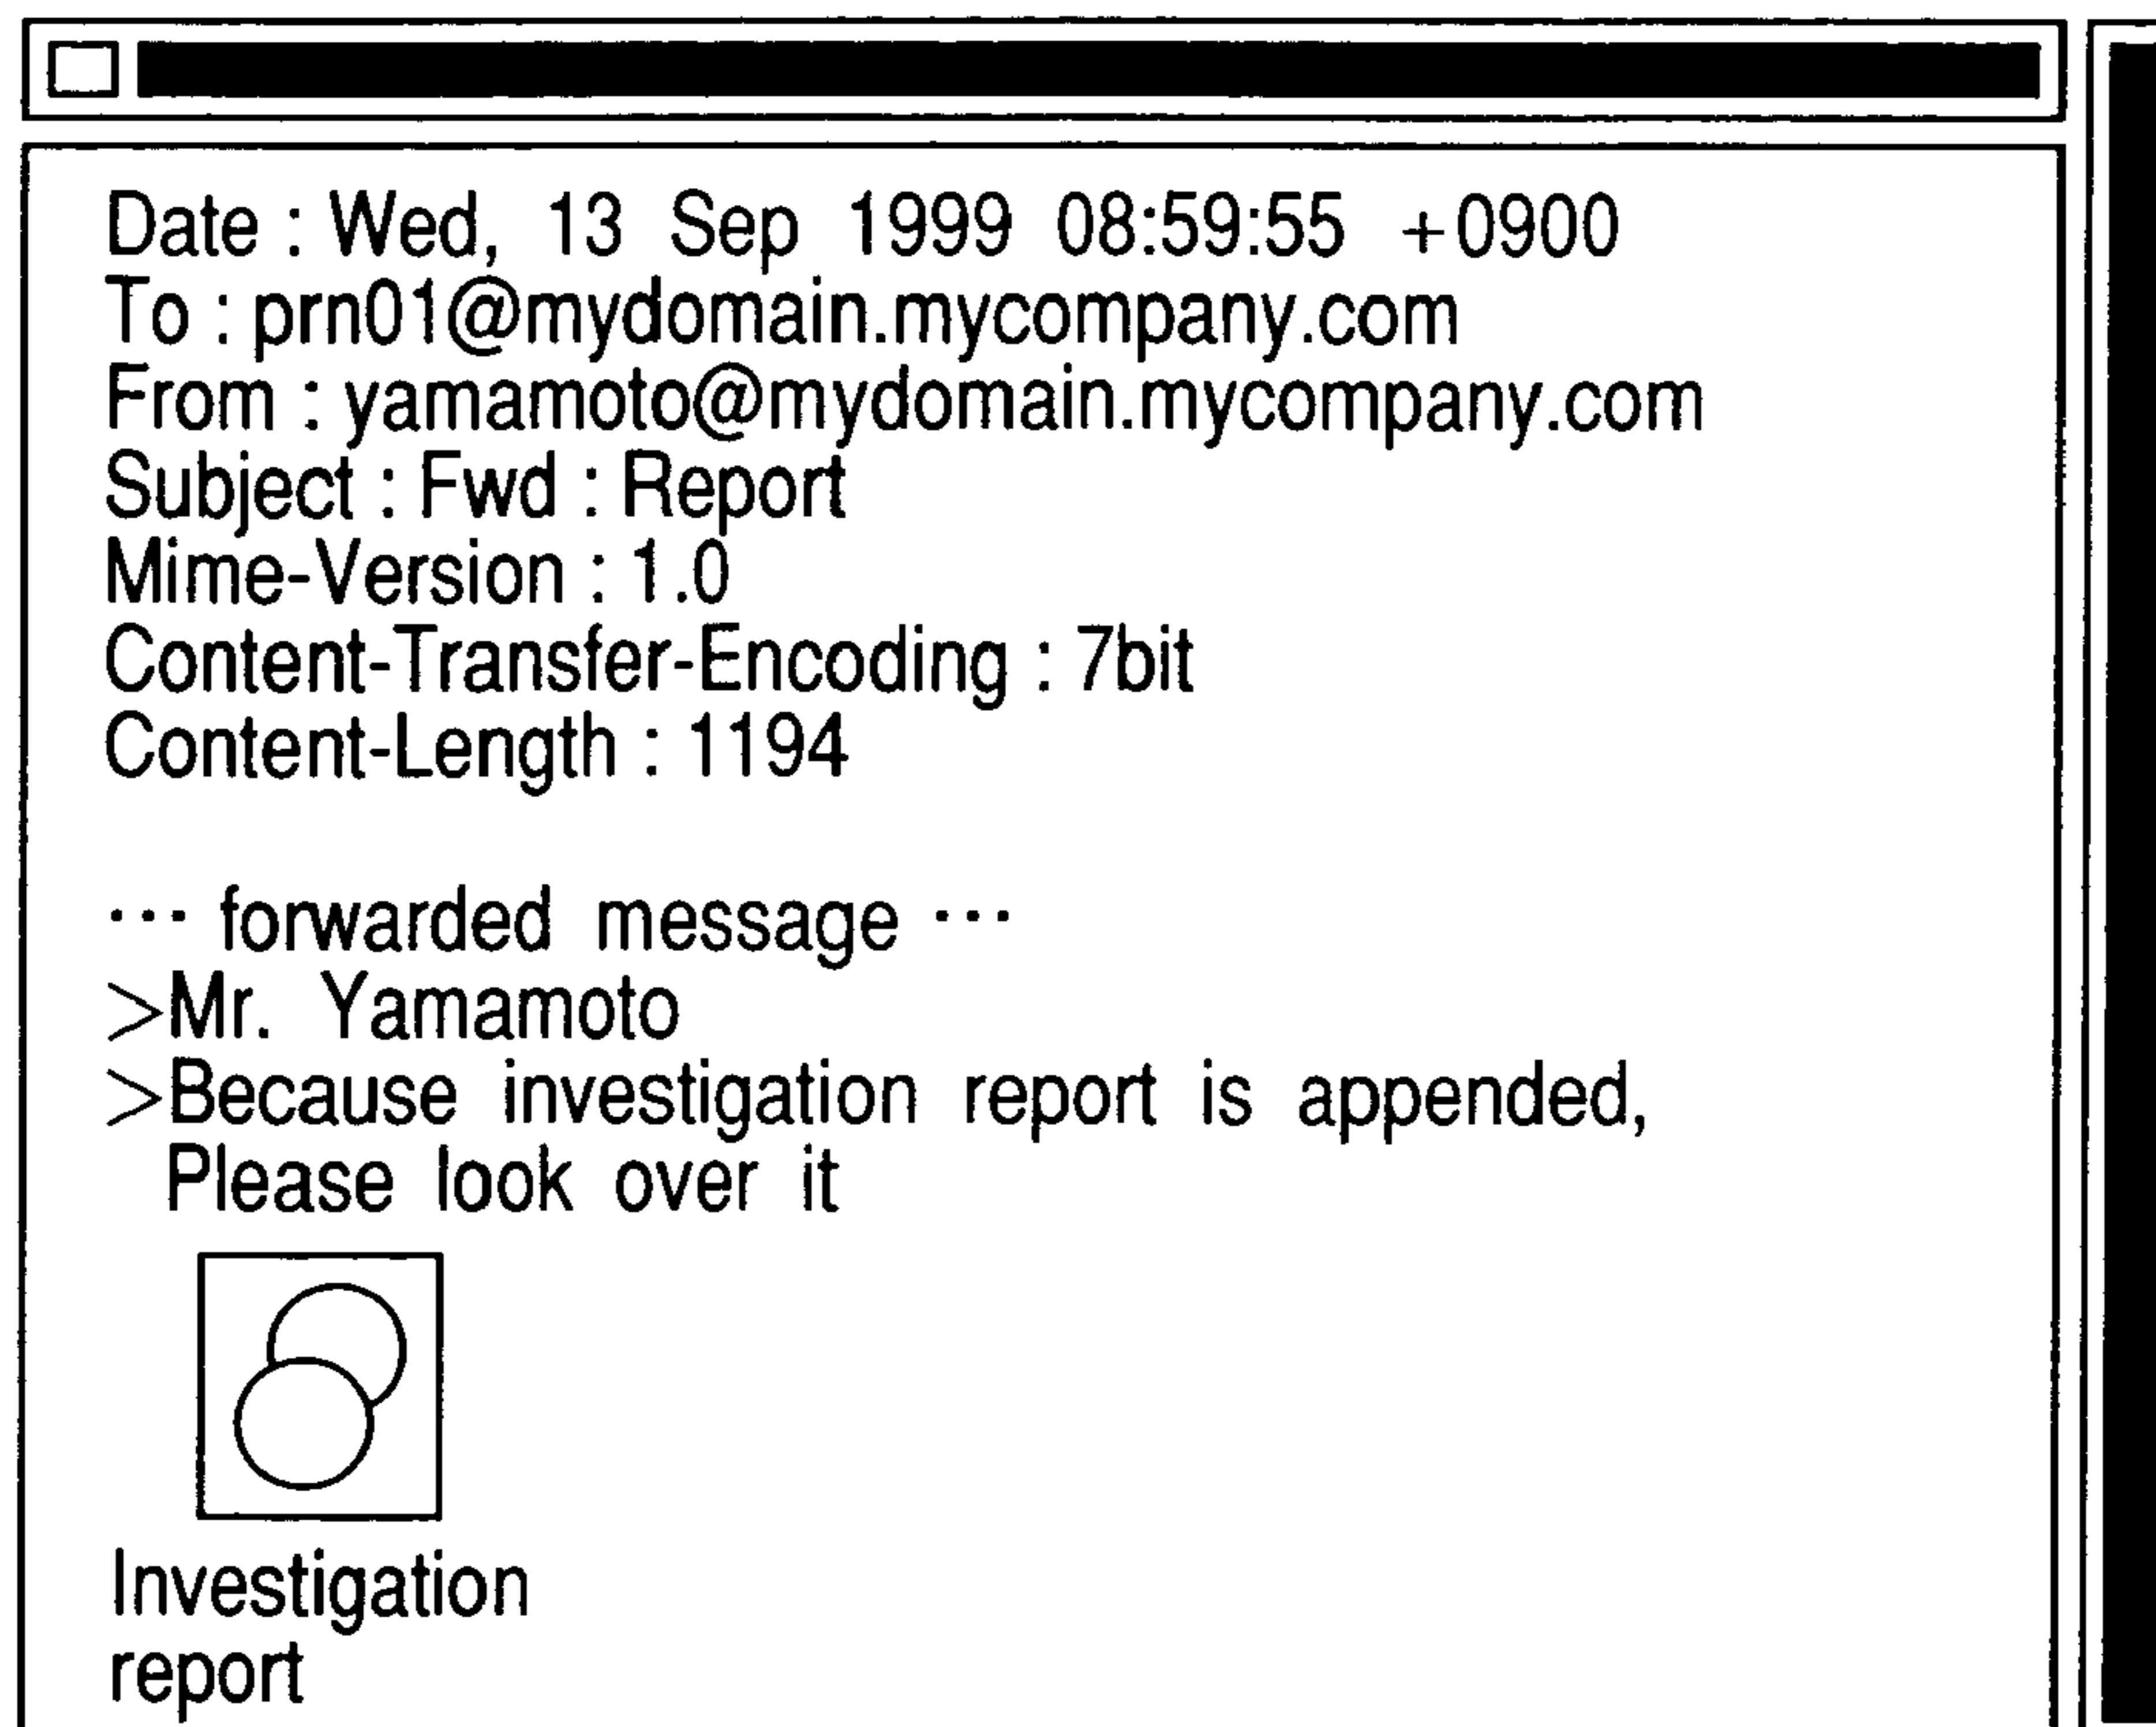 Date : Wed, 13 Sep 1999 08:59:55 +0900
To : prn01@mydomain.mycompany.com
From : yamamoto@mydomain.mycompany.com
Subject : Fwd : Report
Mime-Version : 1.0
Content-Transfer-Encoding : 7bit
Content-Length : 1194
··· forwarded message ···
>Mr. Yamamoto
>Because investigation report is appended,
Please look over it
Investigation
report